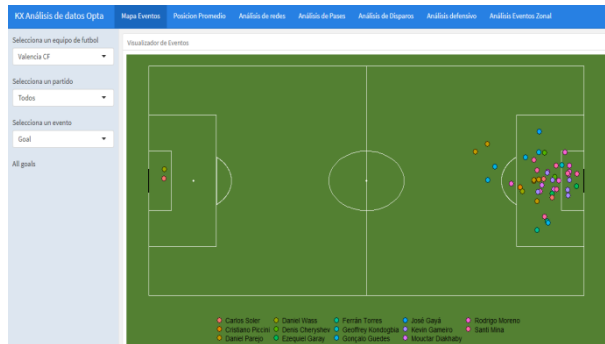 KX Análisis de datos Opta
Mapa Eventos
Posicion Promedio
Análisis de redes
Análisis de Pases
Análisis de Disparos
Análisis defensivo
Análisis Eventos Zonal
Selecciona un equipo de futbol
Valencia CF
Selecciona un partido
Todos
Selecciona un evento
Goal
All goals
Visualizador de Eventos
Carlos Soler
Daniel Wass
Ferrán Torres
José Gayá
Rodrigo Moreno
Cristiano Piccini
Denis Cheryshev
Geoffrey Kondogbia
Kevin Gameiro
Santi Mina
Daniel Parejo
Ezequiel Garay
Gonçalo Guedes
Mouctar Diakhaby